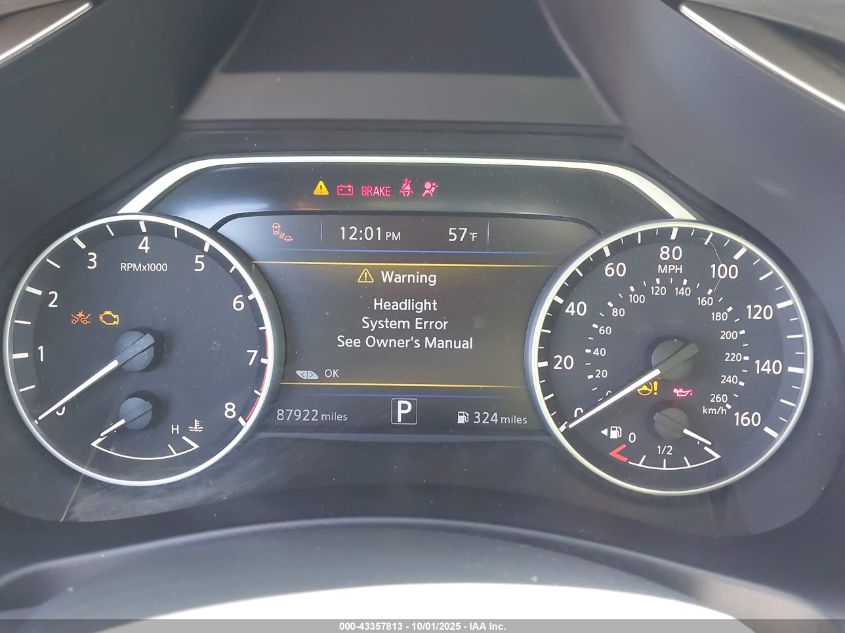 BRAKE
12:01 PM 57°F
Warning
Headlight
System Error
See Owner's Manual
OK
87922 miles P 324 miles
RPMx1000
0 1 2 3 4 5 6 7 8
H
MPH
0 20 40 60 80 100 120 140 160
20 40 60 80 100 120 140 160 180 200 220 240 260
km/h
0 1/2
000-43357813 - 10/01/2025 - IAA Inc.